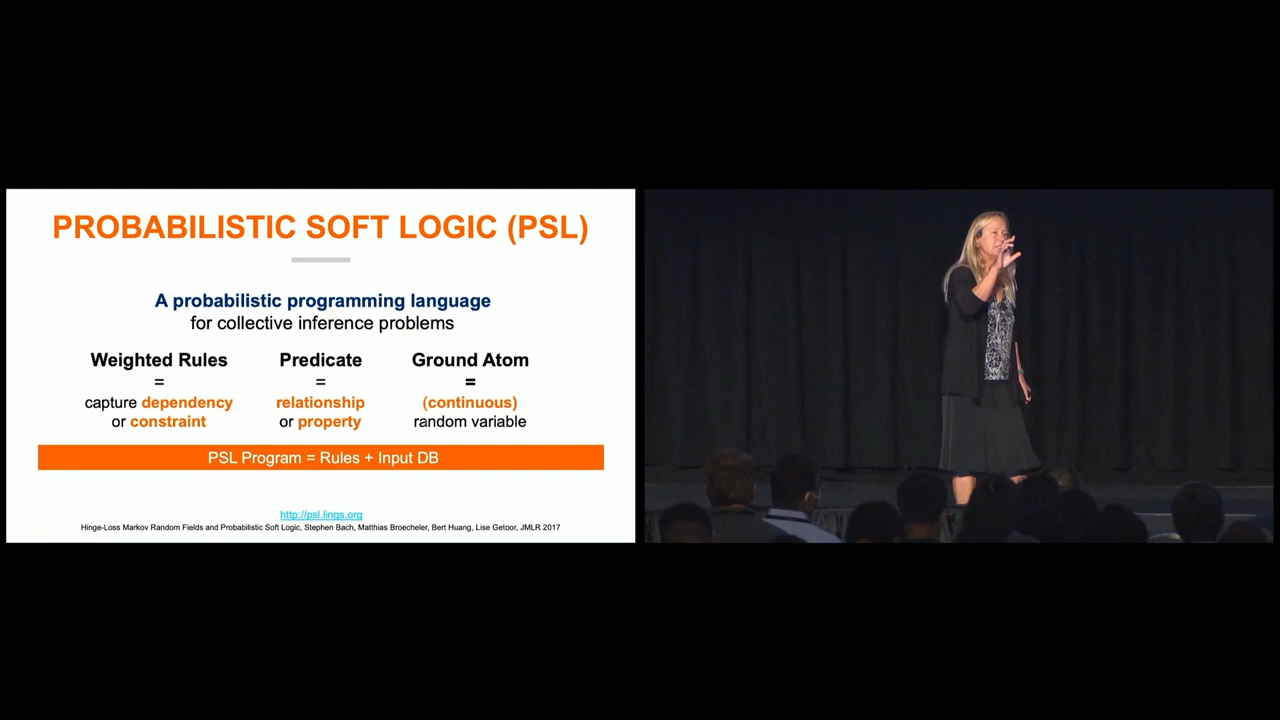 PROBABILISTIC SOFT LOGIC (PSL)
A probabilistic programming language
for collective inference problems
Weighted Rules
=
capture dependency
or constraint
Predicate
=
relationship
or property
Ground Atom
=
(continuous)
random variable
PSL Program = Rules + Input DB
http://psl.linqs.org
Hinge-Loss Markov Random Fields and Probabilistic Soft Logic, Stephen Bach, Matthias Broecheler, Bert Huang, Lise Getoor, JMLR 2017